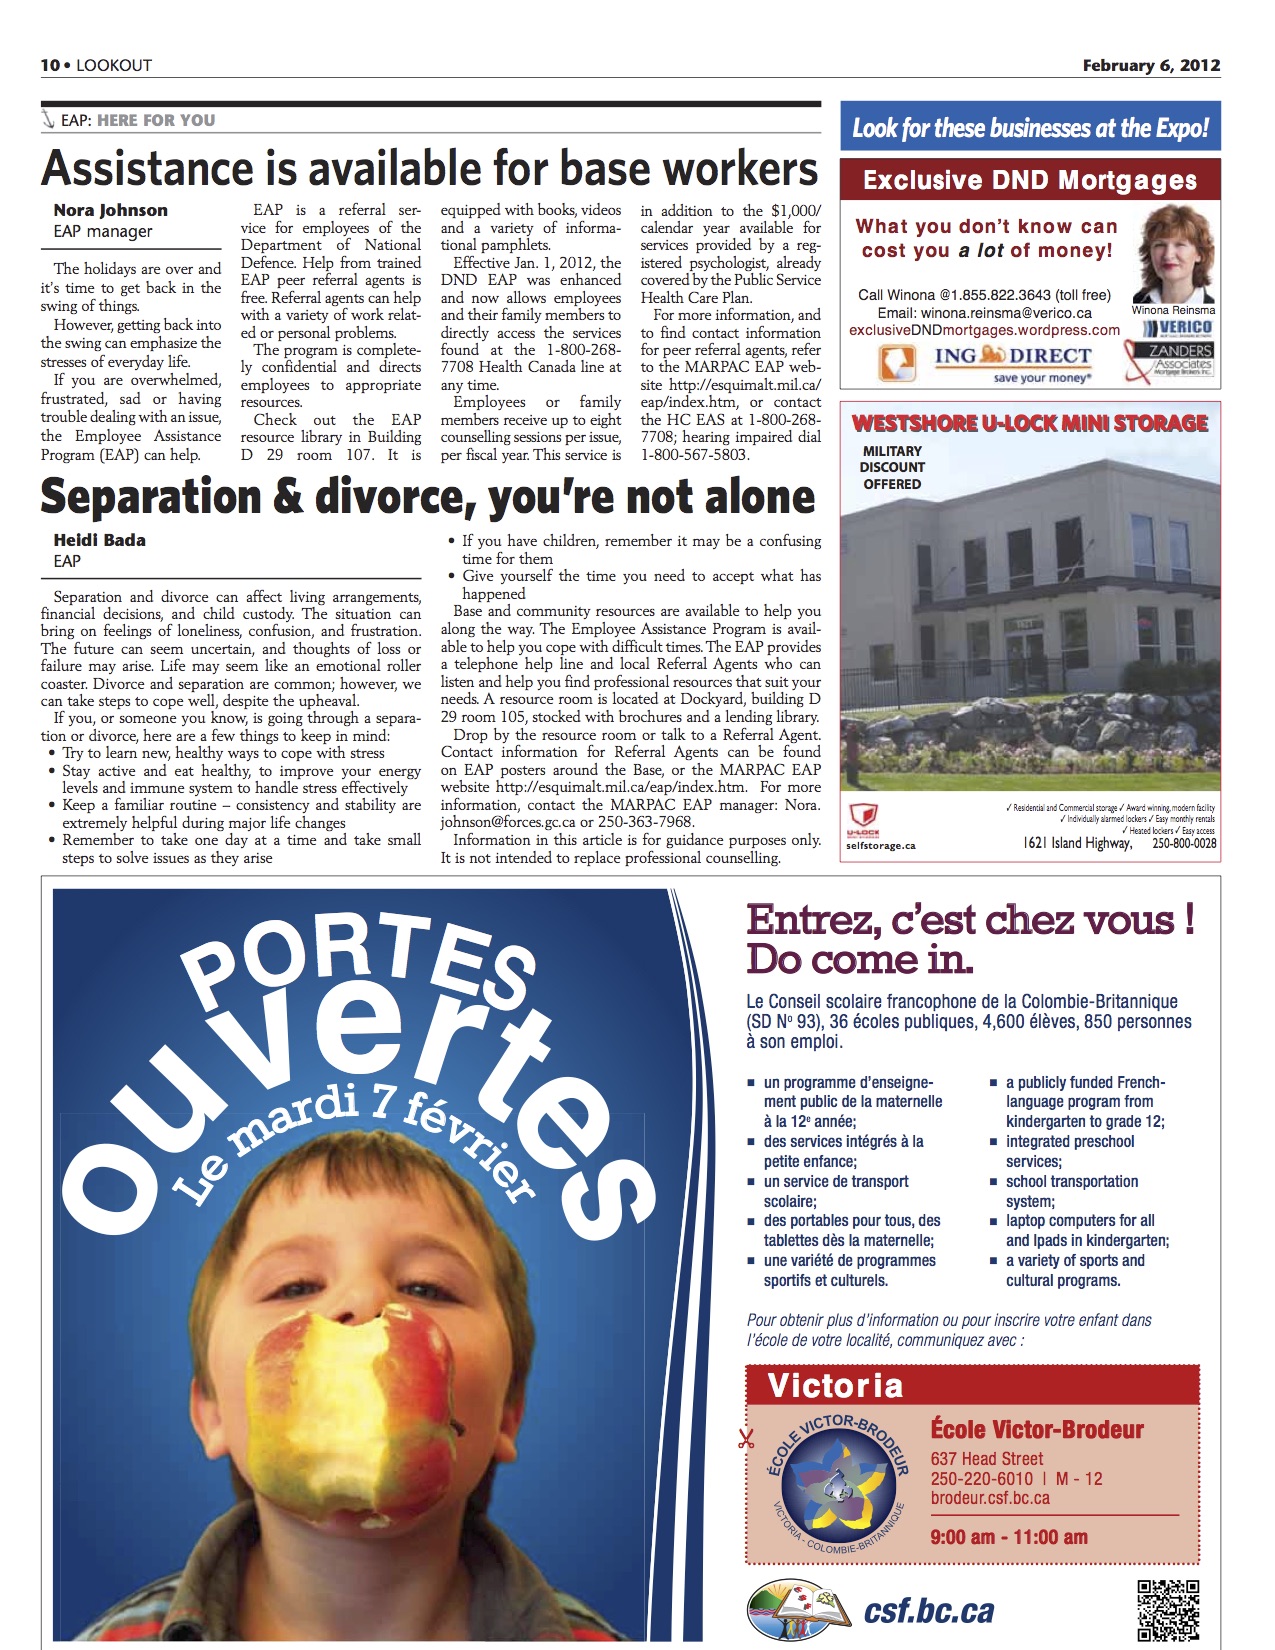 10 • LOOKOUT
February 6, 2012
EAP: HERE FOR YOU
Assistance is available for base workers
Nora Johnson
EAP manager
The holidays are over and
it's time to get back in the
swing of things.
However, getting back into
the swing can emphasize the
stresses of everyday life.
If you are overwhelmed,
frustrated, sad or having
trouble dealing with an issue,
the Employee Assistance
Program (EAP) can help.
EAP is a referral ser-
vice for employees of the
Department of National
Defence. Help from trained
EAP peer referral agents is
free. Referral agents can help
with a variety of work relat-
ed or personal problems.
The program is complete-
ly confidential and directs
employees to appropriate
resources.
Check out the EAP
resource library in Building
D 29 room 107. It is
equipped with books, videos
and a variety of informa-
tional pamphlets.
Effective Jan. 1, 2012, the
DND EAP was enhanced
and now allows employees
and their family members to
directly access the services
found at the 1-800-268-
7708 Health Canada line at
any time.
Employees or family
members receive up to eight
counselling sessions per issue,
per fiscal year. This service is
in addition to the $1,000/
calendar year available for
services provided by a reg-
istered psychologist, already
covered by the Public Service
Health Care Plan.
For more information, and
to find contact information
for peer referral agents, refer
to the MARPAC EAP web-
site http://esquimalt.mil.ca/
eap/index.htm, or contact
the HC EAS at 1-800-268-
7708; hearing impaired dial
1-800-567-5803.
Separation & divorce, you're not alone
Heidi Bada
EAP
Separation and divorce can affect living arrangements,
financial decisions, and child custody. The situation can
bring on feelings of loneliness, confusion, and frustration.
The future can seem uncertain, and thoughts of loss or
failure may arise. Life may seem like an emotional roller
coaster. Divorce and separation are common; however, we
can take steps to cope well, despite the upheaval.
If you, or someone you know, is going through a separa-
tion or divorce, here are a few things to keep in mind:
• Try to learn new, healthy ways to cope with stress
• Stay active and eat healthy, to improve your energy
levels and immune system to handle stress effectively
• Keep a familiar routine – consistency and stability are
extremely helpful during major life changes
• Remember to take one day at a time and take small
steps to solve issues as they arise
• If you have children, remember it may be a confusing
time for them
• Give yourself the time you need to accept what has
happened
Base and community resources are available to help you
along the way. The Employee Assistance Program is avail-
able to help you cope with difficult times. The EAP provides
a telephone help line and local Referral Agents who can
listen and help you find professional resources that suit your
needs. A resource room is located at Dockyard, building D
29 room 105, stocked with brochures and a lending library.
Drop by the resource room or talk to a Referral Agent.
Contact information for Referral Agents can be found
on EAP posters around the Base, or the MARPAC EAP
website http://esquimalt.mil.ca/eap/index.htm. For more
information, contact the MARPAC EAP manager: Nora.
johnson@forces.gc.ca or 250-363-7968.
Information in this article is for guidance purposes only.
It is not intended to replace professional counselling.
Look for these businesses at the Expo!
Exclusive DND Mortgages
What you don't know can
cost you a lot of money!
Call Winona @1.855.822.3643 (toll free)
Email: winona.reinsma@verico.ca
exclusiveDNDmortgages.wordpress.com
Winona Reinsma
VERICO
ING DIRECT
save your money®
ZANDERS
&Associates
Mortgage Brokers Inc.
WESTSHORE U-LOCK MINI STORAGE
MILITARY
DISCOUNT
OFFERED
U-LOCK
selfstorage.ca
✓ Residential and Commercial storage ✓ Award winning, modern facility
✓ Individually alarmed lockers ✓ Easy monthly rentals
✓ Heated lockers ✓ Easy access
1621 Island Highway, 250-800-0028
PORTES
ouvertes
Le mardi 7 février
Entrez, c'est chez vous !
Do come in.
Le Conseil scolaire francophone de la Colombie-Britannique
(SD Nº 93), 36 écoles publiques, 4,600 élèves, 850 personnes
à son emploi.
■ un programme d'enseigne-
ment public de la maternelle
à la 12e année;
■ des services intégrés à la
petite enfance;
■ un service de transport
scolaire;
■ des portables pour tous, des
tablettes dès la maternelle;
■ une variété de programmes
sportifs et culturels.
■ a publicly funded French-
language program from
kindergarten to grade 12;
■ integrated preschool
services;
■ school transportation
system;
■ laptop computers for all
and Ipads in kindergarten;
■ a variety of sports and
cultural programs.
Pour obtenir plus d'information ou pour inscrire votre enfant dans
l'école de votre localité, communiquez avec :
Victoria
ÉCOLE VICTOR-BRODEUR
VICTORIA - COLOMBIE-BRITANNIQUE
École Victor-Brodeur
637 Head Street
250-220-6010 | M - 12
brodeur.csf.bc.ca
9:00 am - 11:00 am
csf.bc.ca